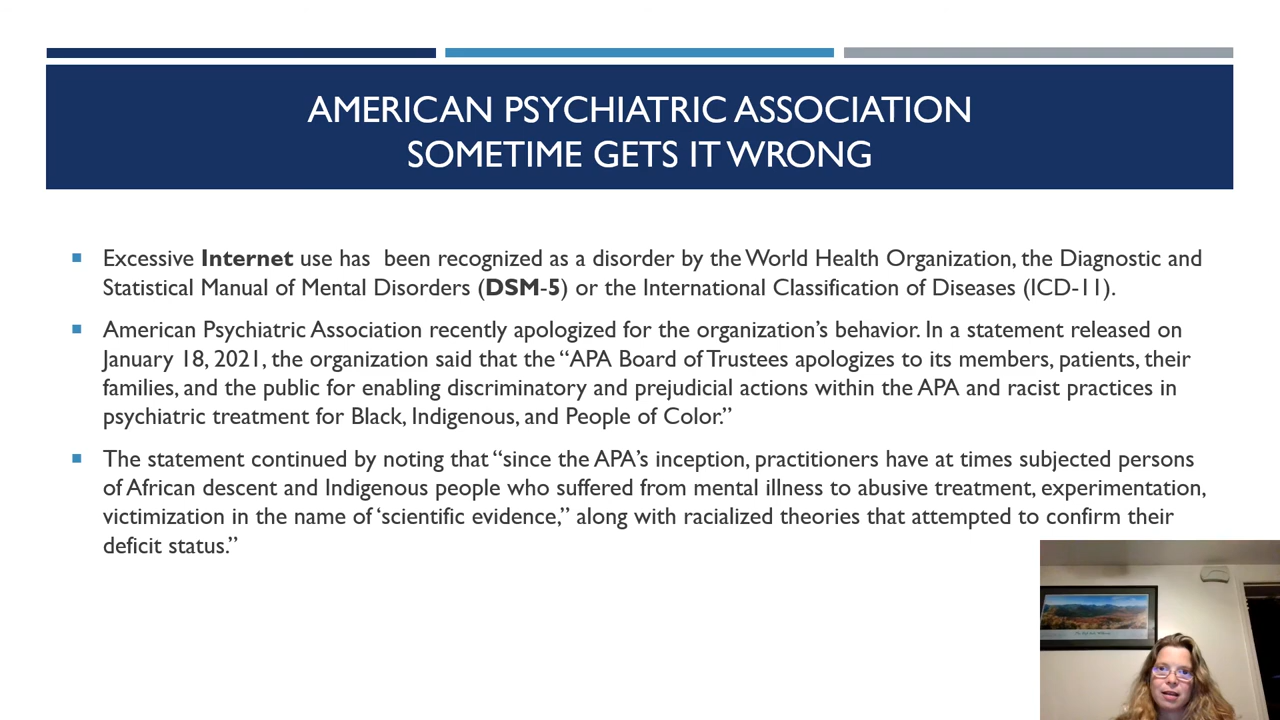 AMERICAN PSYCHIATRIC ASSOCIATION
SOMETIME GETS IT WRONG
Excessive Internet use has  been recognized as a disorder by the World Health Organization, the Diagnostic and
Statistical Manual of Mental Disorders (DSM-5) or the International Classification of Diseases (ICD-11).
American Psychiatric Association recently apologized for the organization’s behavior. In a statement released on
January 18, 2021, the organization said that the “APA Board of Trustees apologizes to its members, patients, their
families, and the public for enabling discriminatory and prejudicial actions within the APA and racist practices in
psychiatric treatment for Black, Indigenous, and People of Color.”
The statement continued by noting that “since the APA’s inception, practitioners have at times subjected persons
of African descent and Indigenous people who suffered from mental illness to abusive treatment, experimentation,
victimization in the name of ‘scientific evidence,” along with racialized theories that attempted to confirm their
deficit status.”